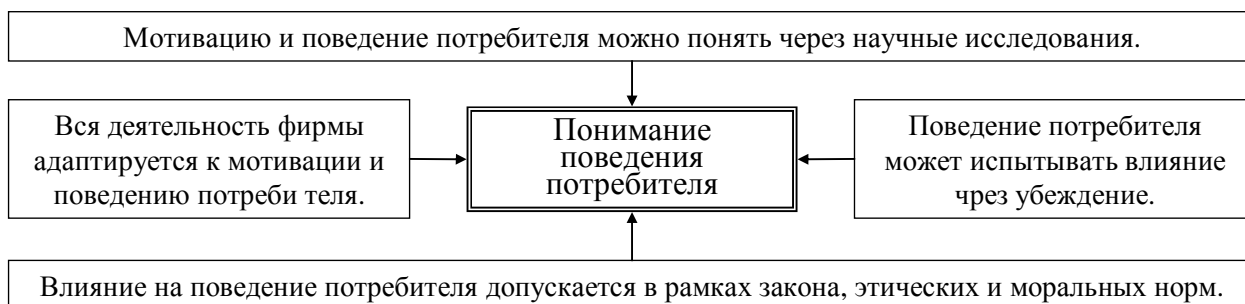 Мотивацию и поведение потребителя можно понять через научные исследования.
Вся деятельность фирмы
адаптируется к мотивации и
поведению потреби теля.
Понимание
поведения
потребителя
Поведение потребителя
может испытывать влияние
чрез убеждение.
Влияние на поведение потребителя допускается в рамках закона, этических и моральных норм.